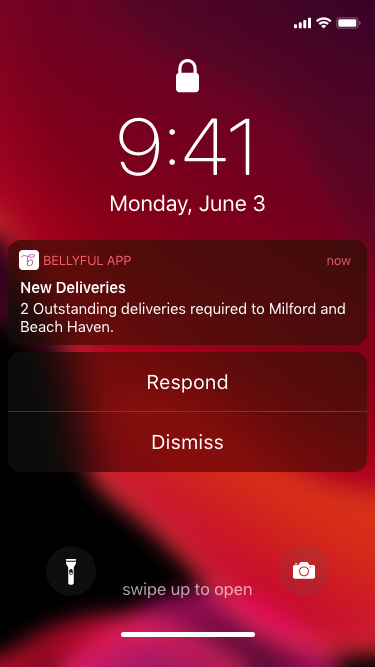 9:41
Monday, June 3
BELLYFUL APP now
New Deliveries
2 Outstanding deliveries required to Milford and
Beach Haven.
Respond
Dismiss
swipe up to open